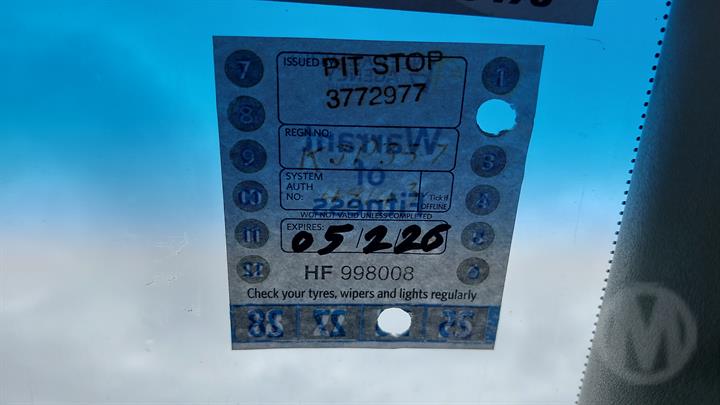 7 ISSUED BY PIT STOP 1
8 3772977
9 REGN NO: 3
Warrant
of
SYSTEM AUTH NO: Tick if OFFLINE 4
10 Fitness
WOF NOT VALID UNLESS COMPLETED
11 EXPIRES: 05/2/26 5
12 HF 998008 6
Check your tyres, wipers and lights regularly
28 27 25
M